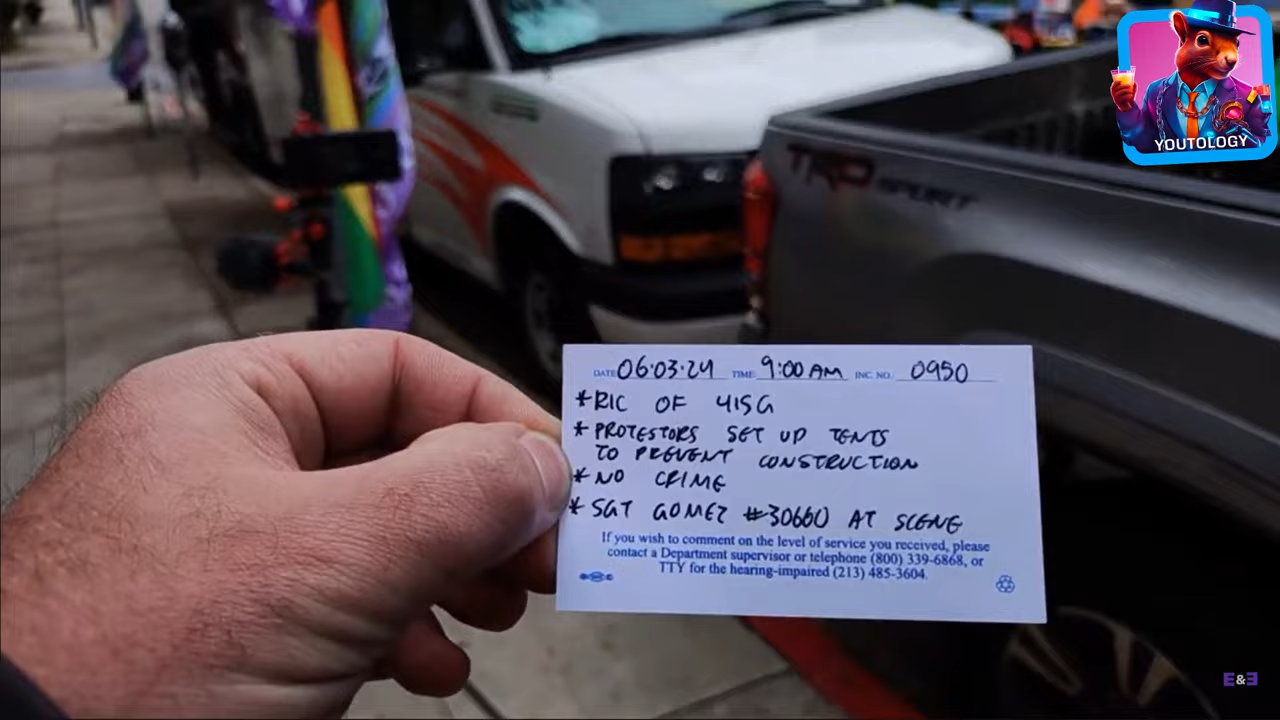 YOUTOLOGY
TRD SPORT
DATE 06.03.24 TIME 9:00 AM INC. NO. 0950
*RIC OF 415G
*PROTESTORS SET UP TENTS
TO PREVENT CONSTRUCTION
*NO CRIME
*SGT GOMEZ #30660 AT SCENE
If you wish to comment on the level of service you received, please
contact a Department supervisor or telephone (800) 339-6868, or
TTY for the hearing-impaired (213) 485-3604.
E&E